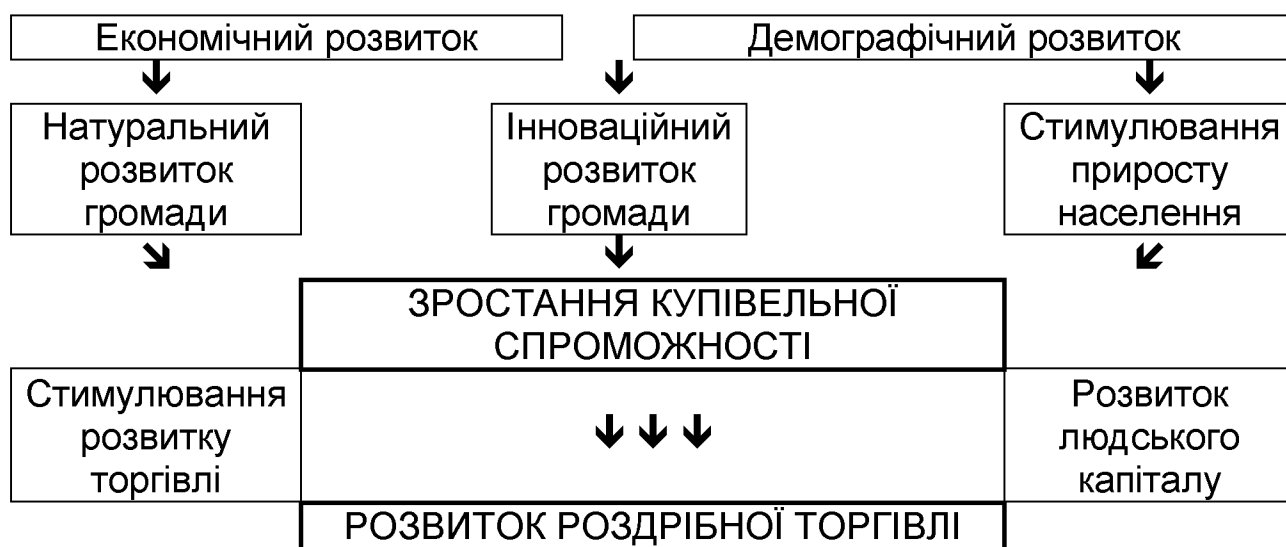 Економічний розвиток
Демографічний розвиток
Натуральний
розвиток
громади
Інноваційний
розвиток
громади
Стимулювання
приросту
населення
ЗРОСТАННЯ КУПІВЕЛЬНОЇ
СПРОМОЖНОСТІ
Стимулювання
розвитку
торгівлі
Розвиток
людського
капіталу
РОЗВИТОК РОЗДРІБНОЇ ТОРГІВЛІ